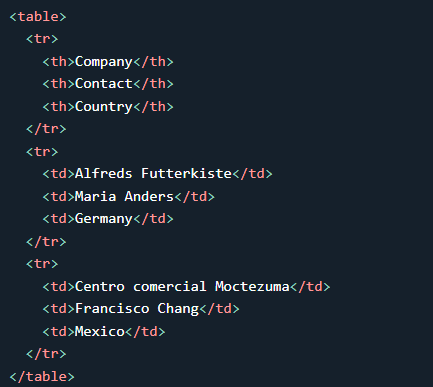 <table>
  <tr>
    <th>Company</th>
    <th>Contact</th>
    <th>Country</th>
  </tr>
  <tr>
    <td>Alfreds Futterkiste</td>
    <td>Maria Anders</td>
    <td>Germany</td>
  </tr>
  <tr>
    <td>Centro comercial Moctezuma</td>
    <td>Francisco Chang</td>
    <td>Mexico</td>
  </tr>
</table>